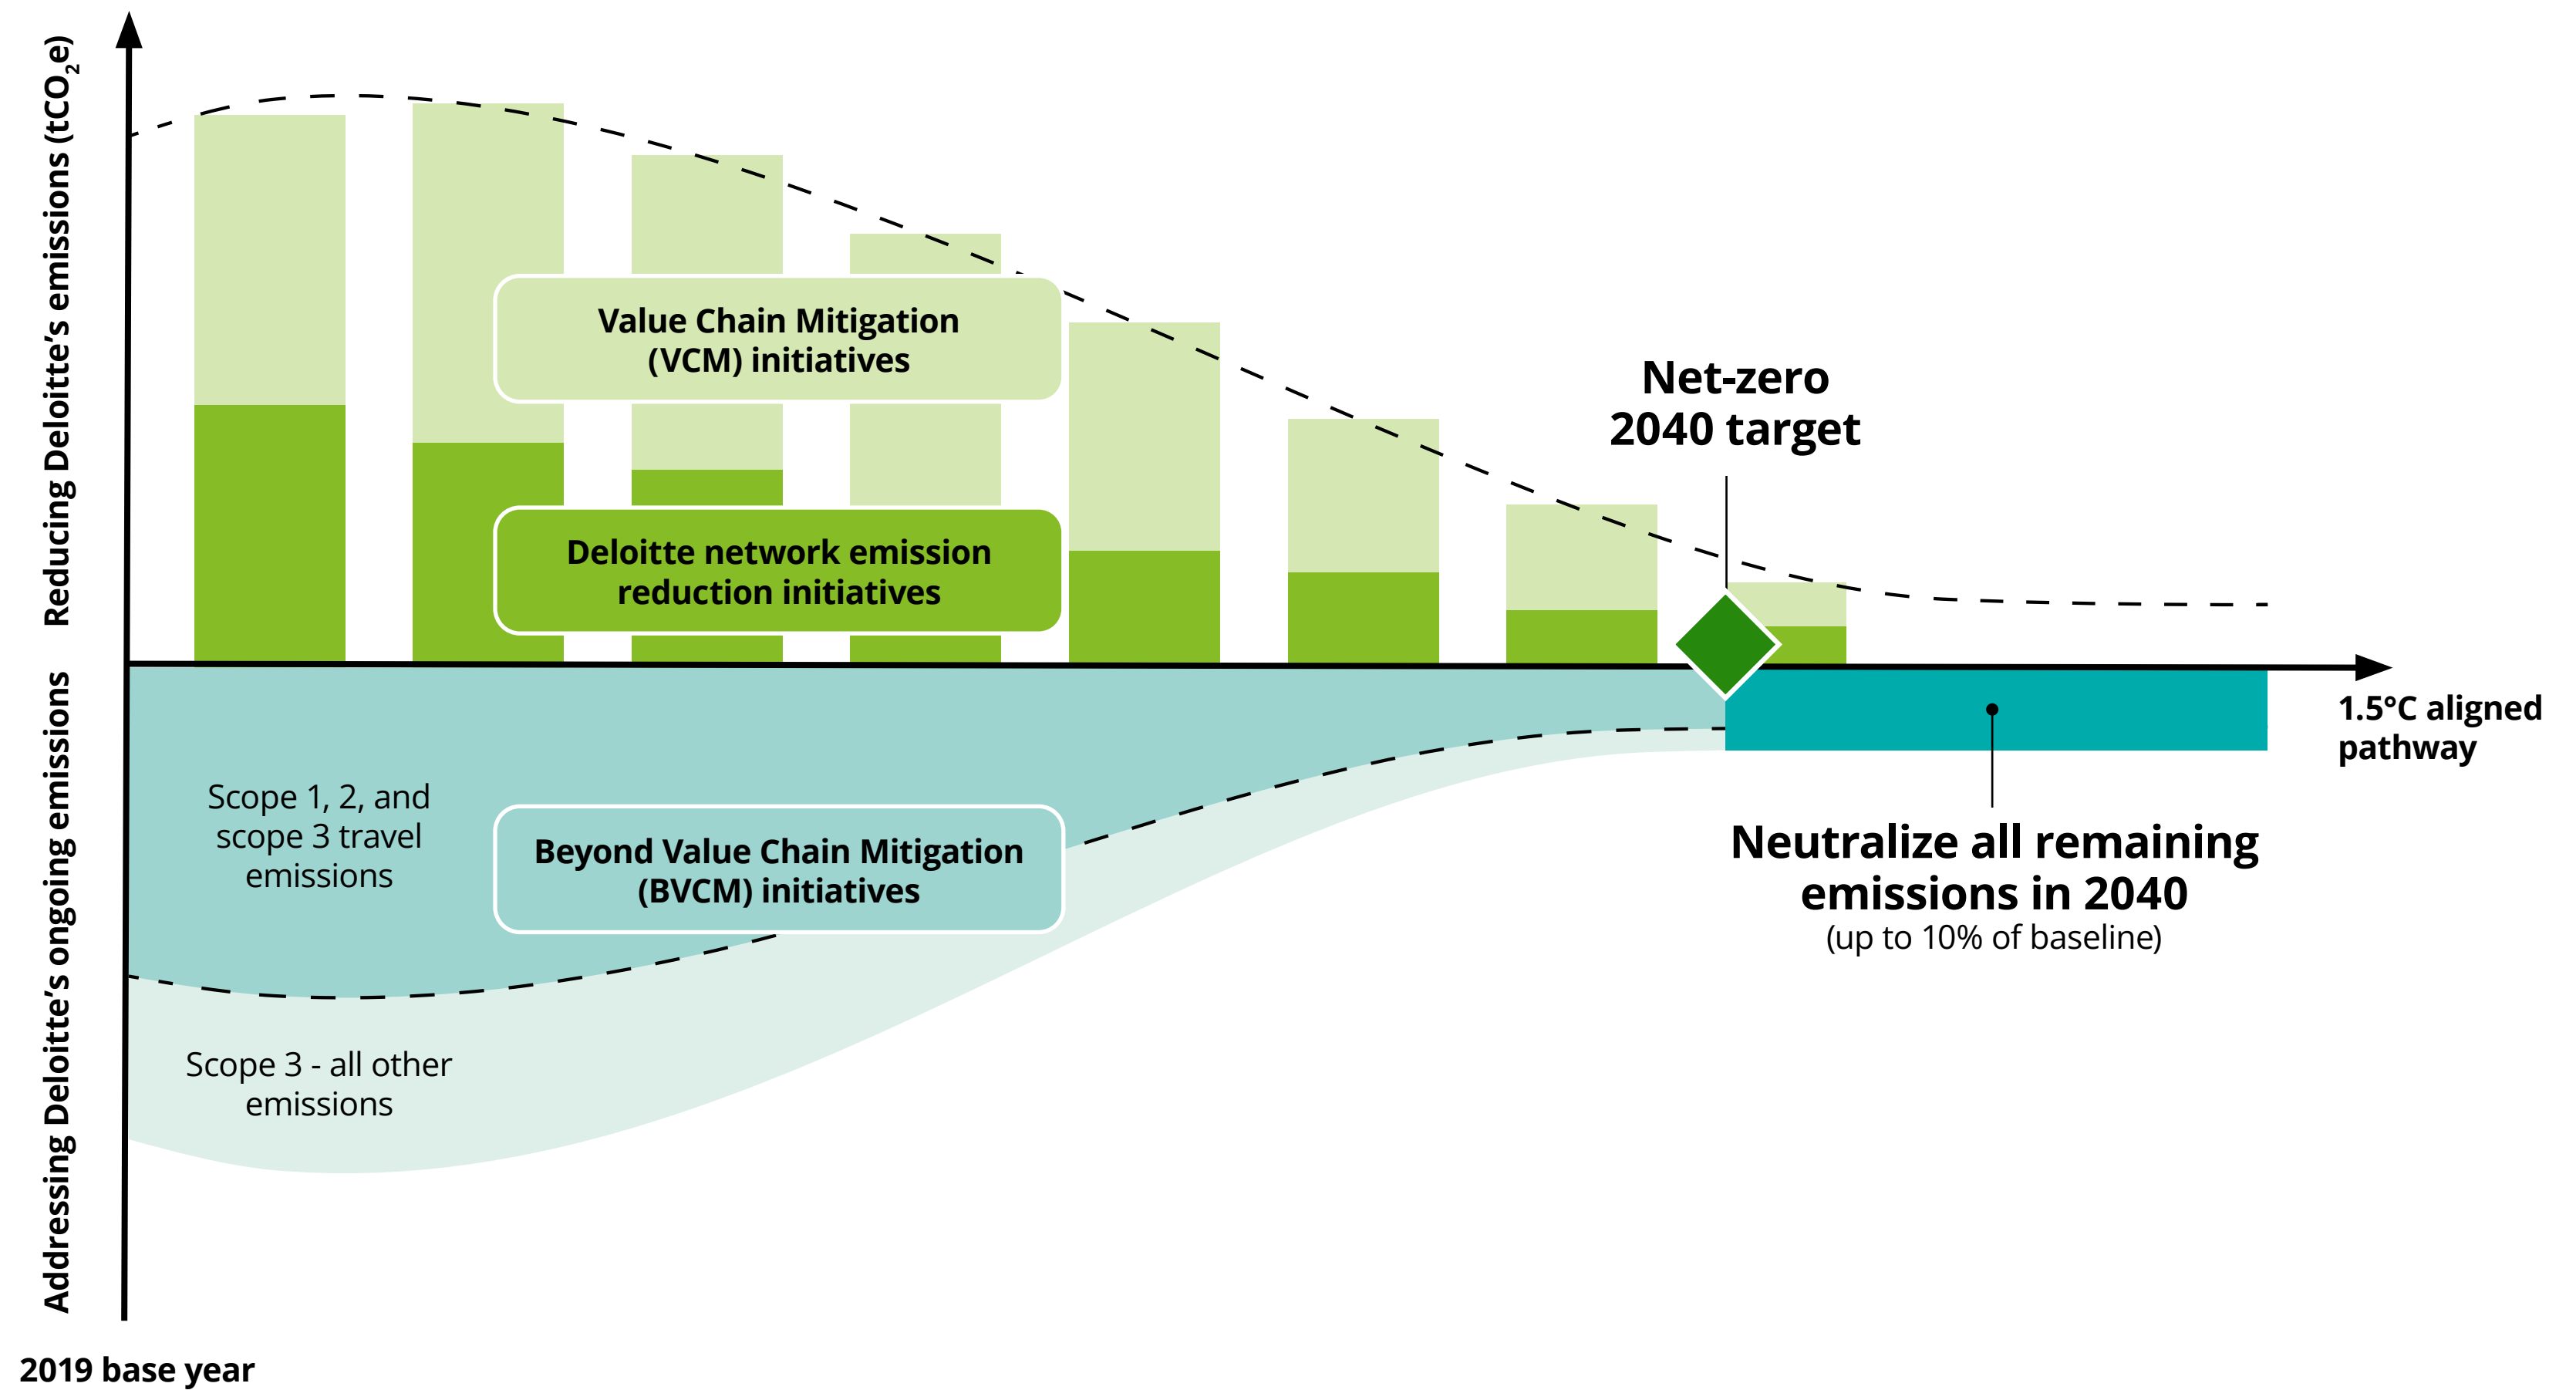 Reducing Deloitte’s emissions (tCO₂e)
Value Chain Mitigation
(VCM) initiatives
Deloitte network emission
reduction initiatives
Net-zero
2040 target
1.5°C aligned
pathway
Addressing Deloitte’s ongoing emissions
Scope 1, 2, and
scope 3 travel
emissions
Beyond Value Chain Mitigation
(BVCM) initiatives
Neutralize all remaining
emissions in 2040
(up to 10% of baseline)
Scope 3 - all other
emissions
2019 base year